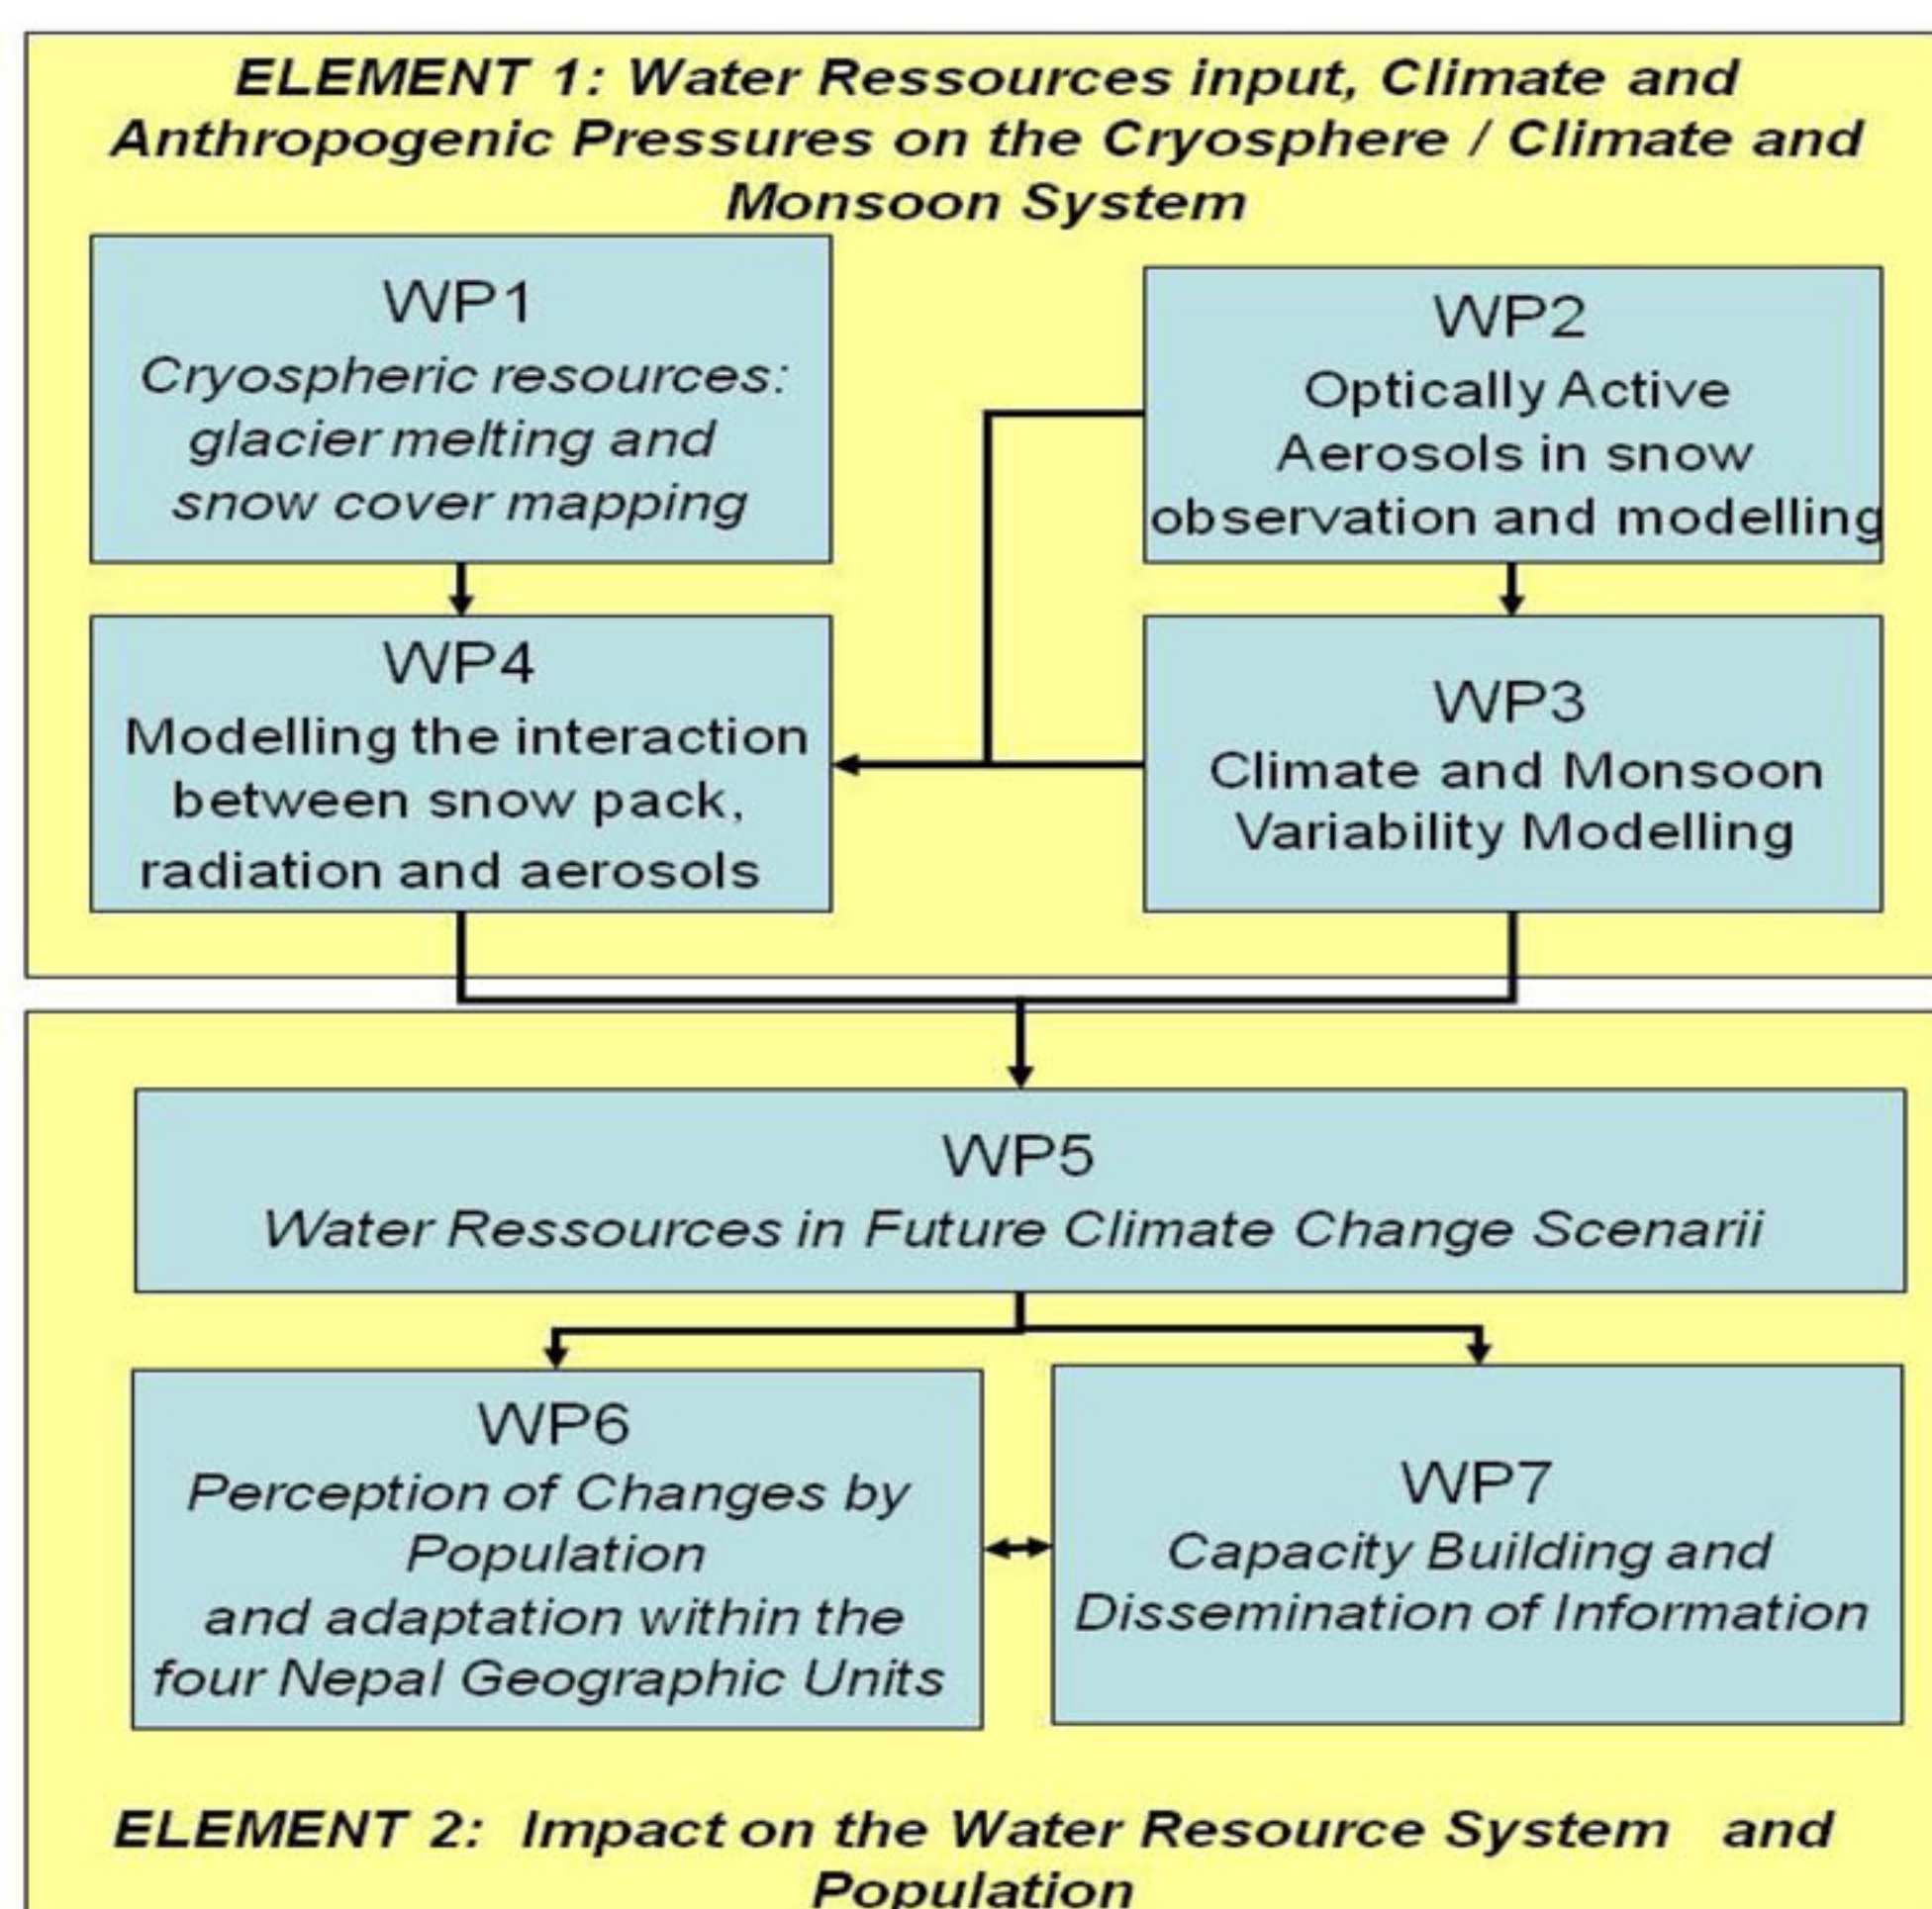 ELEMENT 1: Water Ressources input, Climate and
Anthropogenic Pressures on the Cryosphere / Climate and
Monsoon System
WP1
Cryospheric resources:
glacier melting and
snow cover mapping
WP2
Optically Active
Aerosols in snow
observation and modelling
WP4
Modelling the interaction
between snow pack,
radiation and aerosols
WP3
Climate and Monsoon
Variability Modelling
WP5
Water Ressources in Future Climate Change Scenarii
WP6
Perception of Changes by
Population
and adaptation within the
four Nepal Geographic Units
WP7
Capacity Building and
Dissemination of Information
ELEMENT 2: Impact on the Water Resource System and
Population